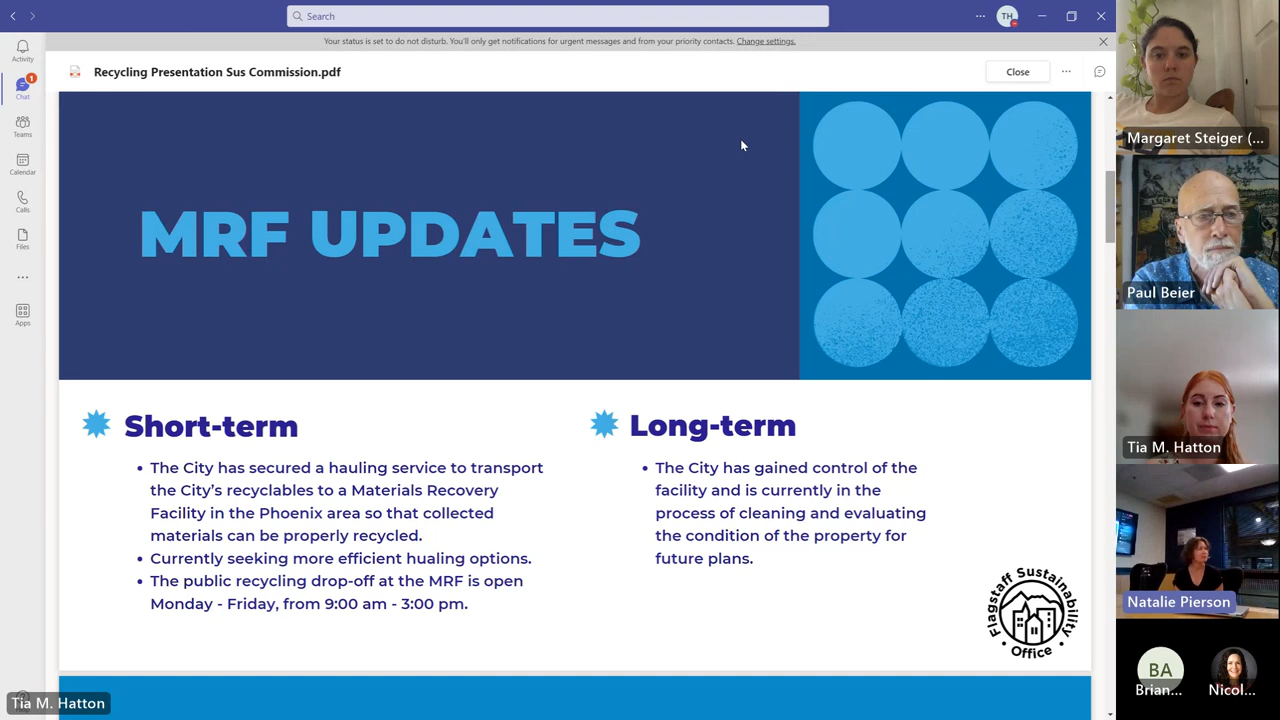 Search
TH
Your status is set to do not disturb. You'll only get notifications for urgent messages and from your priority contacts. Change settings.
Activity
Chat
1
Teams
Calendar
Calls
Files
Apps
Recycling Presentation Sus Commission.pdf
Close
MRF UPDATES
Short-term
• The City has secured a hauling service to transport
the City's recyclables to a Materials Recovery
Facility in the Phoenix area so that collected
materials can be properly recycled.
• Currently seeking more efficient hualing options.
• The public recycling drop-off at the MRF is open
Monday - Friday, from 9:00 am - 3:00 pm.
Long-term
• The City has gained control of the
facility and is currently in the
process of cleaning and evaluating
the condition of the property for
future plans.
Flagstaff Sustainability
• Office •
Tia M. Hatton
Margaret Steiger (...
Paul Beier
Tia M. Hatton
Natalie Pierson
BA
Brian...
Nicol...